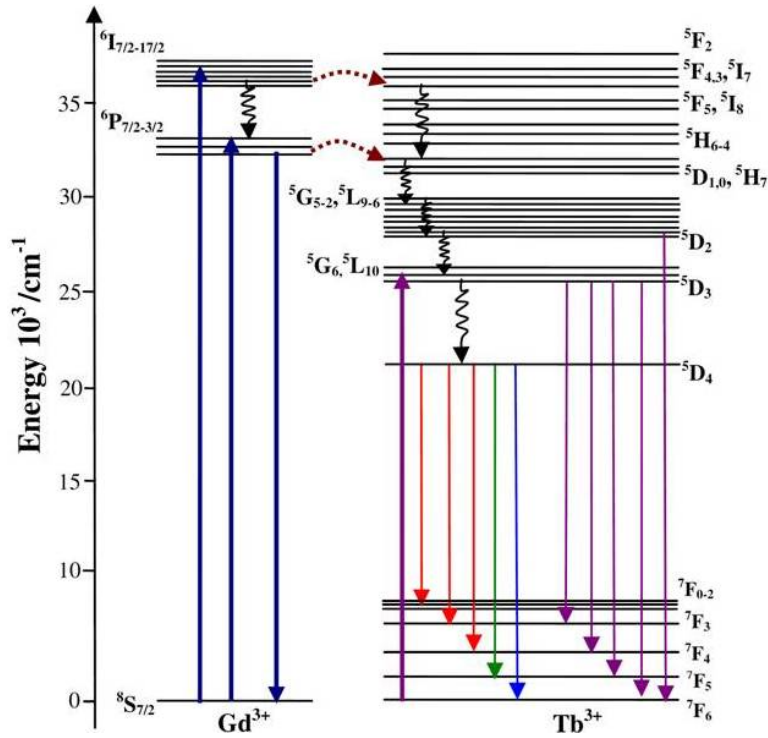 Energy 10³/cm⁻¹
35
30
25
20
15
10
0
⁶I₇/₂₋₁₇/₂
⁶P₇/₂₋₃/₂
⁸S₇/₂
Gd³⁺
⁵G₅₋₂,⁵L₉₋₆
⁵G₆,⁵L₁₀
⁵F₂
⁵F₄,₃,⁵I₇
⁵F₅,⁵I₈
⁵H₆₋₄
⁵D₁,₀,⁵H₇
⁵D₂
⁵D₃
⁵D₄
⁷F₀₋₂
⁷F₃
⁷F₄
⁷F₅
⁷F₆
Tb³⁺